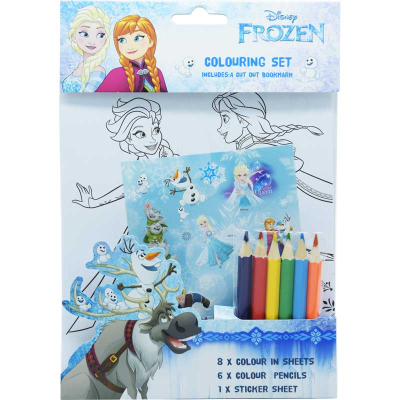 Disney
FROZEN
COLOURING SET
INCLUDES:A CUT OUT BOOKMARK
8 X COLOUR IN SHEETS
6 X COLOUR PENCILS
1 X STICKER SHEET